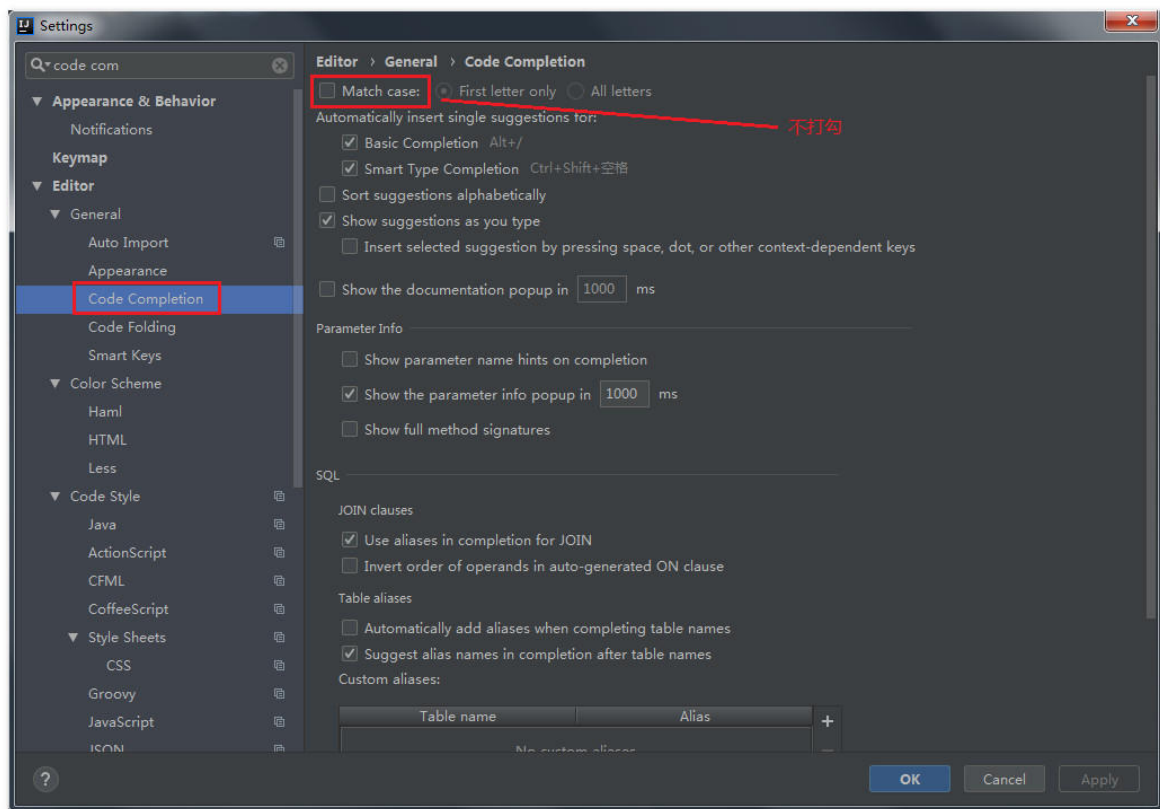 Settings
code com
Appearance & Behavior
Notifications
Keymap
Editor
General
Auto Import
Appearance
Code Completion
Code Folding
Smart Keys
Color Scheme
Haml
HTML
Less
Code Style
Java
ActionScript
CFML
CoffeeScript
Style Sheets
CSS
Groovy
JavaScript
JSON
Editor › General › Code Completion
Match case: First letter only All letters
不打勾
Automatically insert single suggestions for:
Basic Completion Alt+/
Smart Type Completion Ctrl+Shift+空格
Sort suggestions alphabetically
Show suggestions as you type
Insert selected suggestion by pressing space, dot, or other context-dependent keys
Show the documentation popup in 1000 ms
Parameter Info
Show parameter name hints on completion
Show the parameter info popup in 1000 ms
Show full method signatures
SQL
JOIN clauses
Use aliases in completion for JOIN
Invert order of operands in auto-generated ON clause
Table aliases
Automatically add aliases when completing table names
Suggest alias names in completion after table names
Custom aliases:
Table name Alias
No custom aliases
? OK Cancel Apply